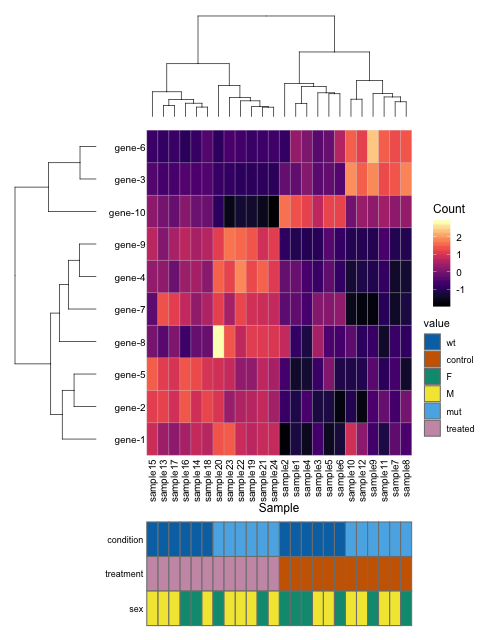 gene-6
gene-3
gene-10
gene-9
gene-4
gene-7
gene-8
gene-5
gene-2
gene-1
Count
2
1
0
-1
value
wt
control
F
M
mut
treated
sample15
sample13
sample17
sample16
sample14
sample18
sample20
sample23
sample22
sample19
sample21
sample24
sample2
sample1
sample4
sample3
sample5
sample6
sample10
sample12
sample9
sample11
sample7
sample8
Sample
condition
treatment
sex